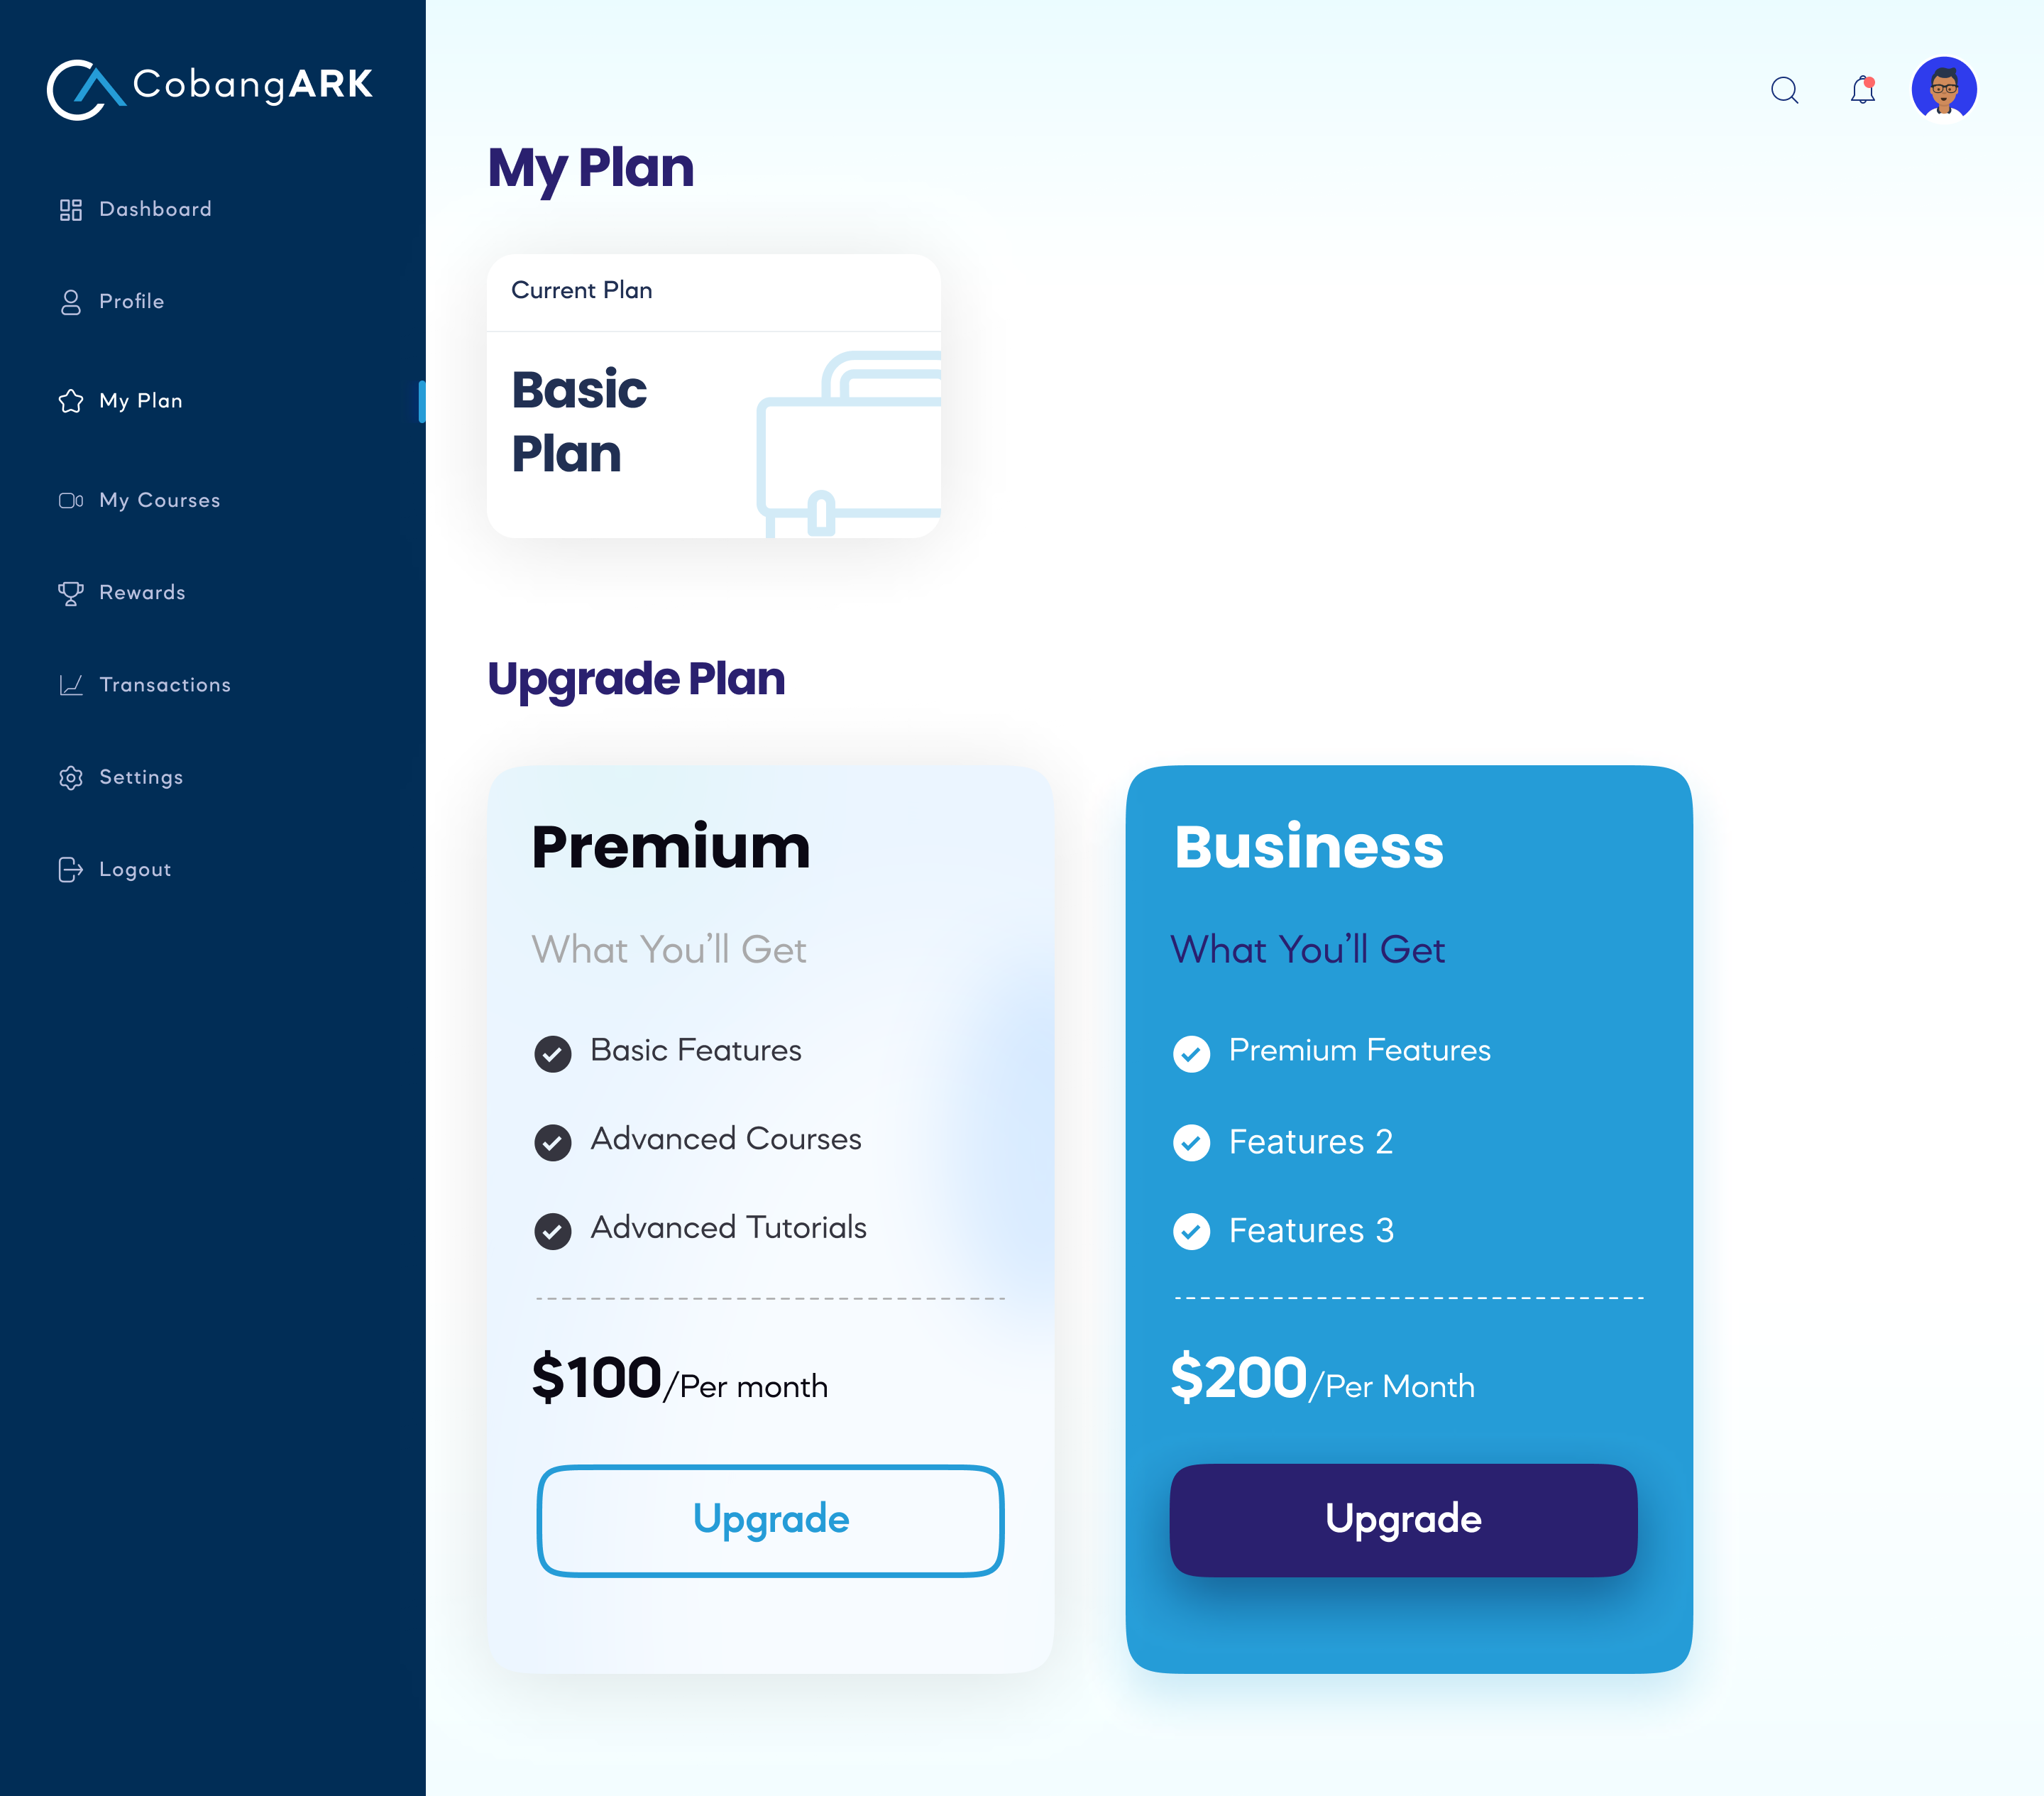 CobangARK
Dashboard
Profile
My Plan
My Courses
Rewards
Transactions
Settings
Logout
My Plan
Current Plan
Basic
Plan
Upgrade Plan
Premium
What You’ll Get
Basic Features
Advanced Courses
Advanced Tutorials
$100/Per month
Upgrade
Business
What You’ll Get
Premium Features
Features 2
Features 3
$200/Per Month
Upgrade